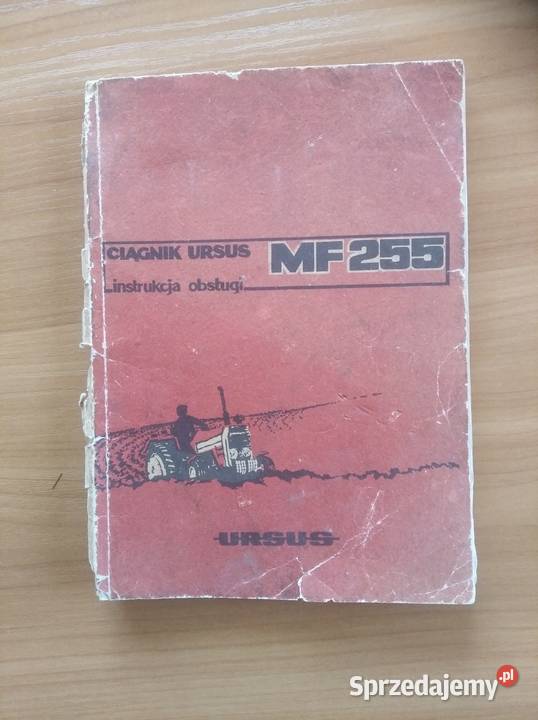 CIĄGNIK URSUS MF 255
instrukcja obsługi
URSUS
Sprzedajemy.pl